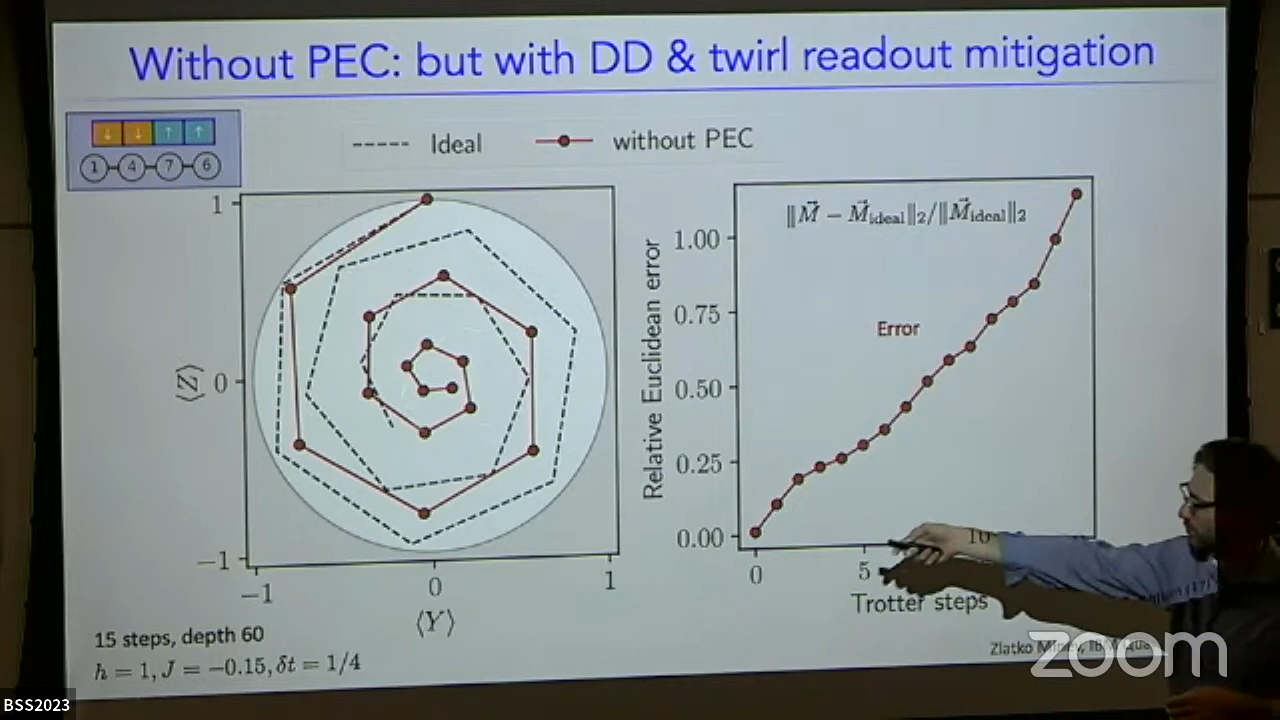 Without PEC: but with DD & twirl readout mitigation
↓ ↓ ↑ ↑
1 4 7 6
Ideal
without PEC
1
0
−1
⟨Z⟩
−1
0
1
⟨Y⟩
∥M⃗ − M⃗ideal∥2/∥M⃗ideal∥2
Relative Euclidean error
1.00
0.75
0.50
0.25
0.00
Error
0
5
10
Trotter steps
15 steps, depth 60
h = 1, J = −0.15, δt = 1/4
Zlatko
zoom
BSS2023